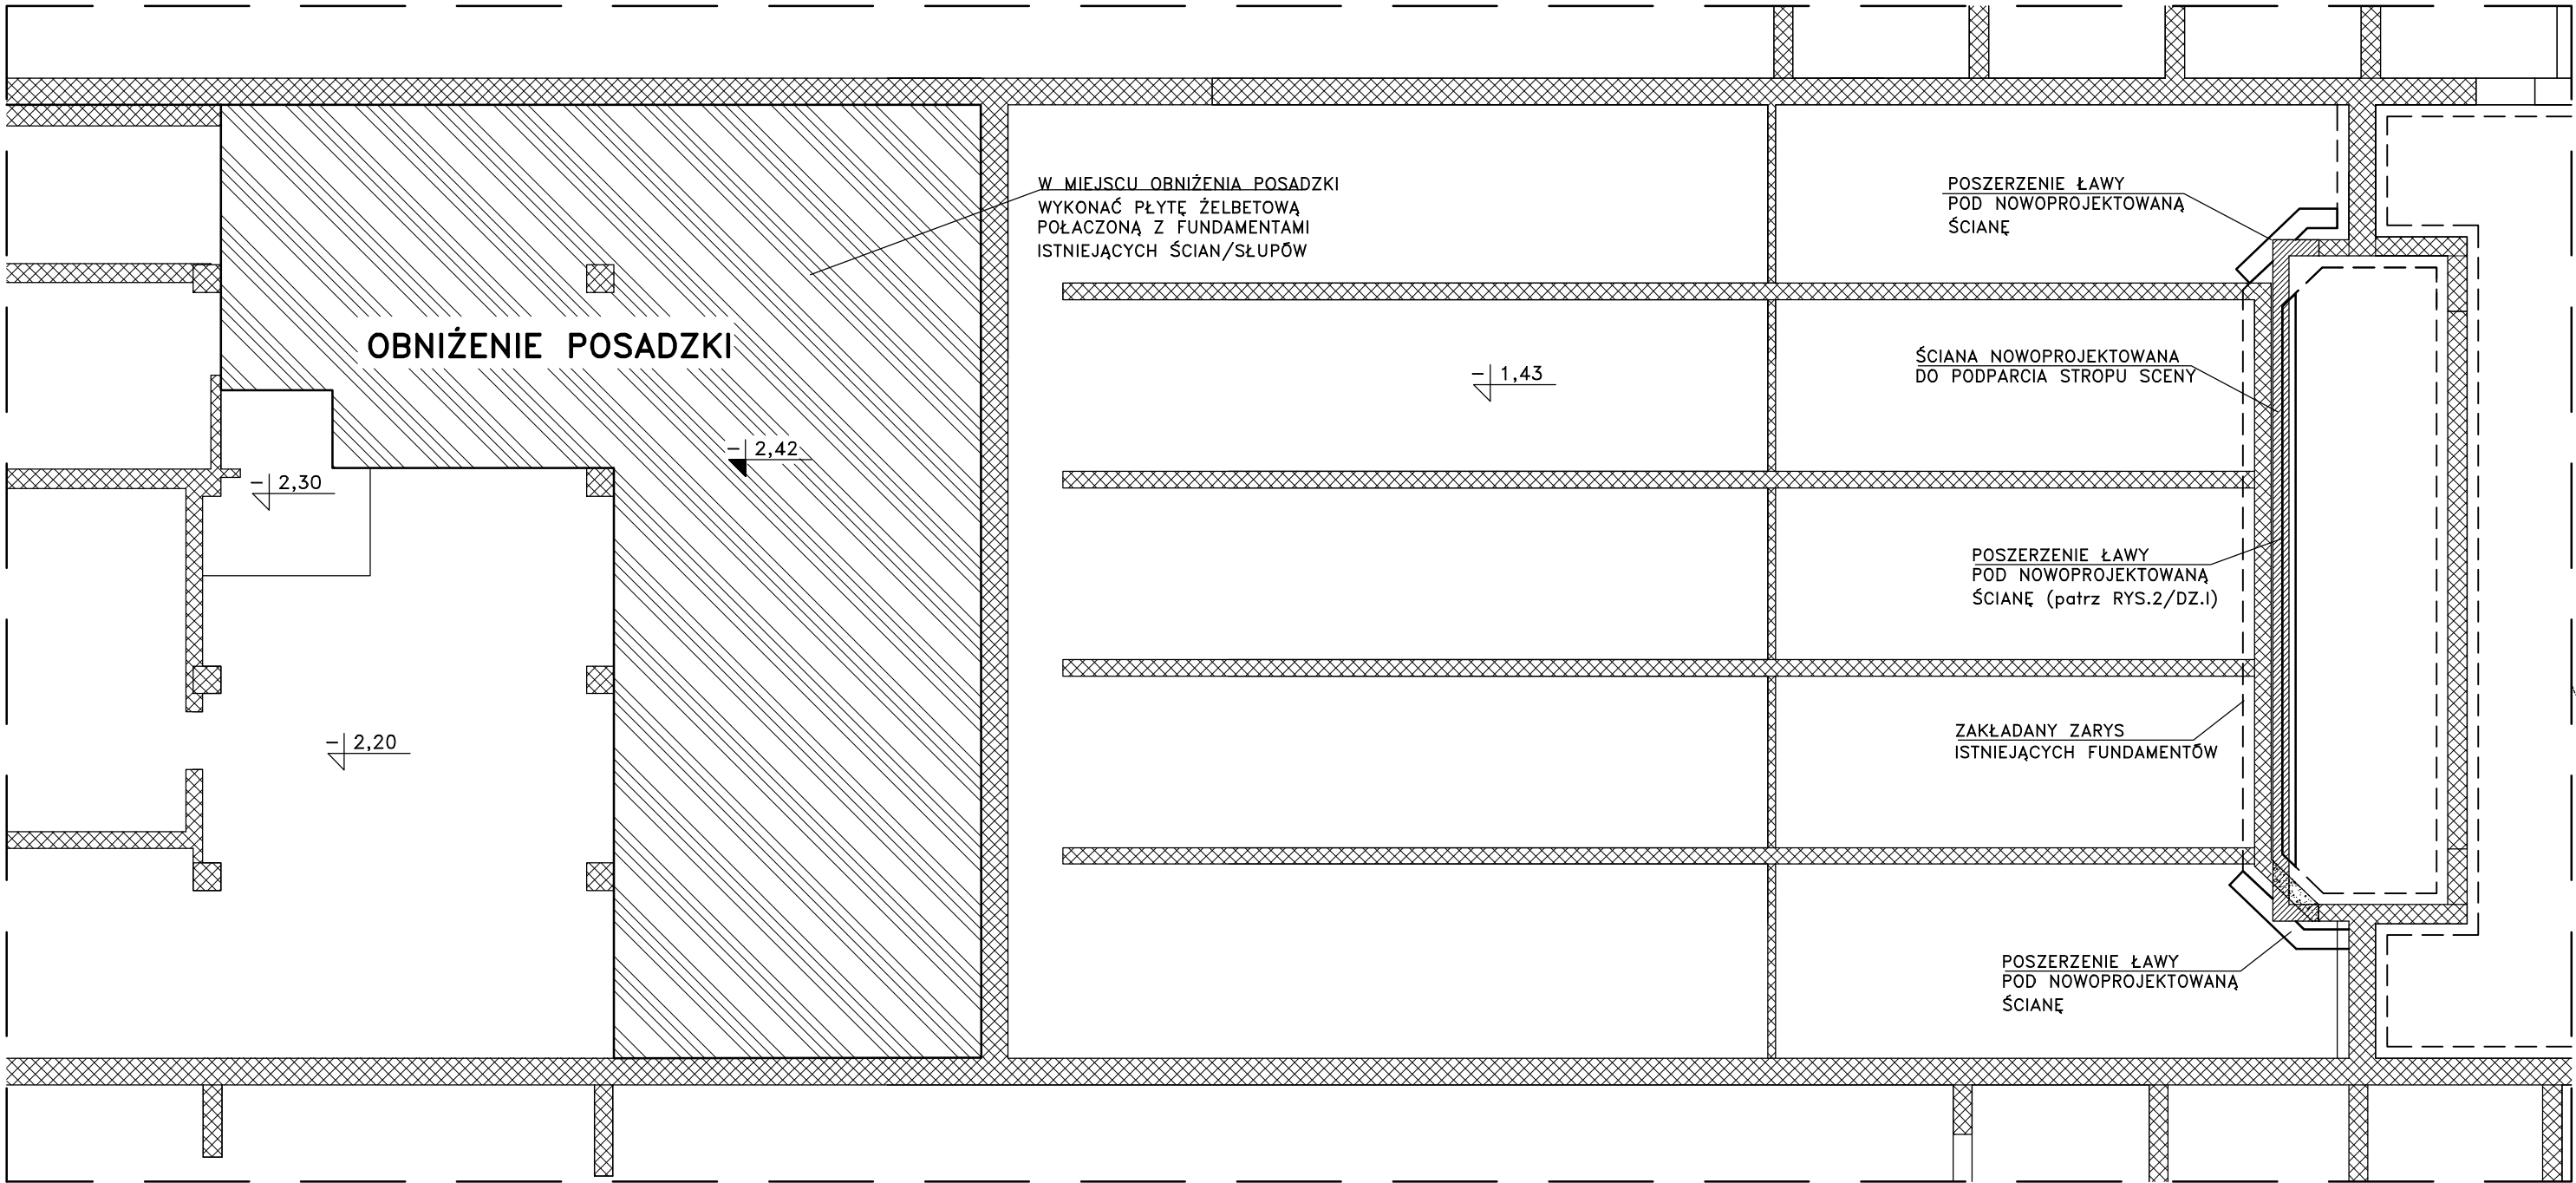 W MIEJSCU OBNIŻENIA POSADZKI
WYKONAĆ PŁYTĘ ŻELBETOWĄ
POŁACZONĄ Z FUNDAMENTAMI
ISTNIEJĄCYCH ŚCIAN/SŁUPÓW
POSZERZENIE ŁAWY
POD NOWOPROJEKTOWANĄ
ŚCIANĘ
OBNIŻENIE POSADZKI
- 1,43
ŚCIANA NOWOPROJEKTOWANA
DO PODPARCIA STROPU SCENY
- 2,42
- 2,30
POSZERZENIE ŁAWY
POD NOWOPROJEKTOWANĄ
ŚCIANĘ (patrz RYS.2/DZ.I)
- 2,20
ZAKŁADANY ZARYS
ISTNIEJĄCYCH FUNDAMENTÓW
POSZERZENIE ŁAWY
POD NOWOPROJEKTOWANĄ
ŚCIANĘ